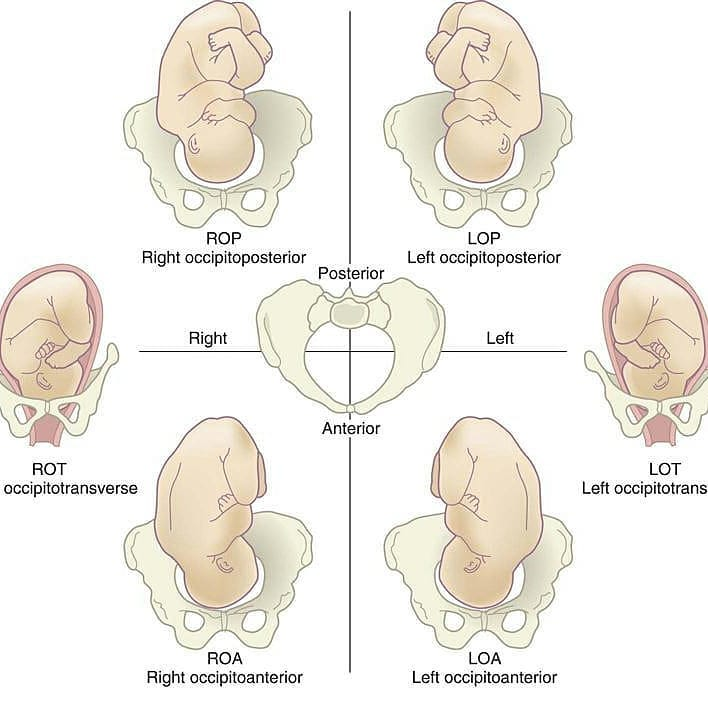 ROP
Right occipitoposterior
LOP
Left occipitoposterior
Posterior
Right
Left
Anterior
ROT
occipitotransverse
LOT
Left occipitotrans
ROA
Right occipitoanterior
LOA
Left occipitoanterior